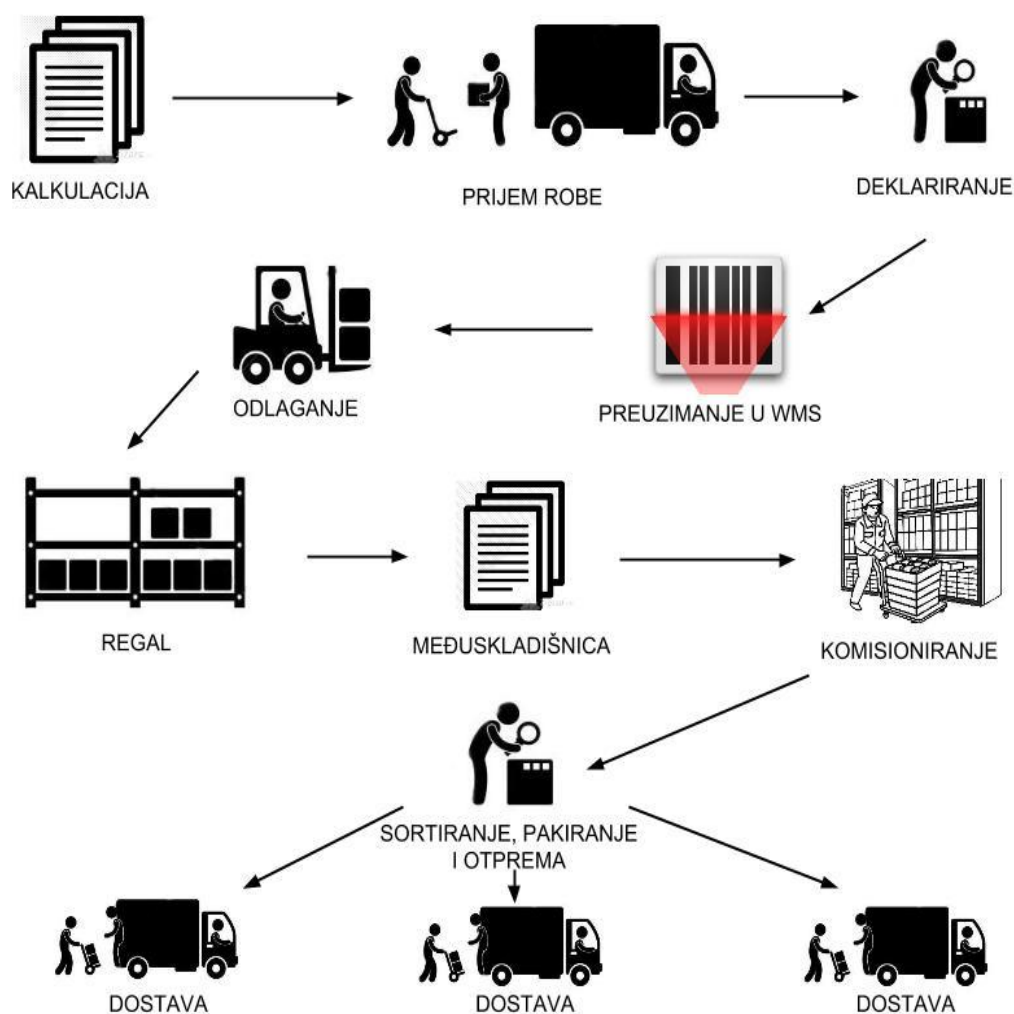 KALKULACIJA
PRIJEM ROBE
DEKLARIRANJE
ODLAGANJE
PREUZIMANJE U WMS
REGAL
MEĐUSKLADIŠNICA
KOMISIONIRANJE
SORTIRANJE, PAKIRANJE
I OTPREMA
DOSTAVA
DOSTAVA
DOSTAVA